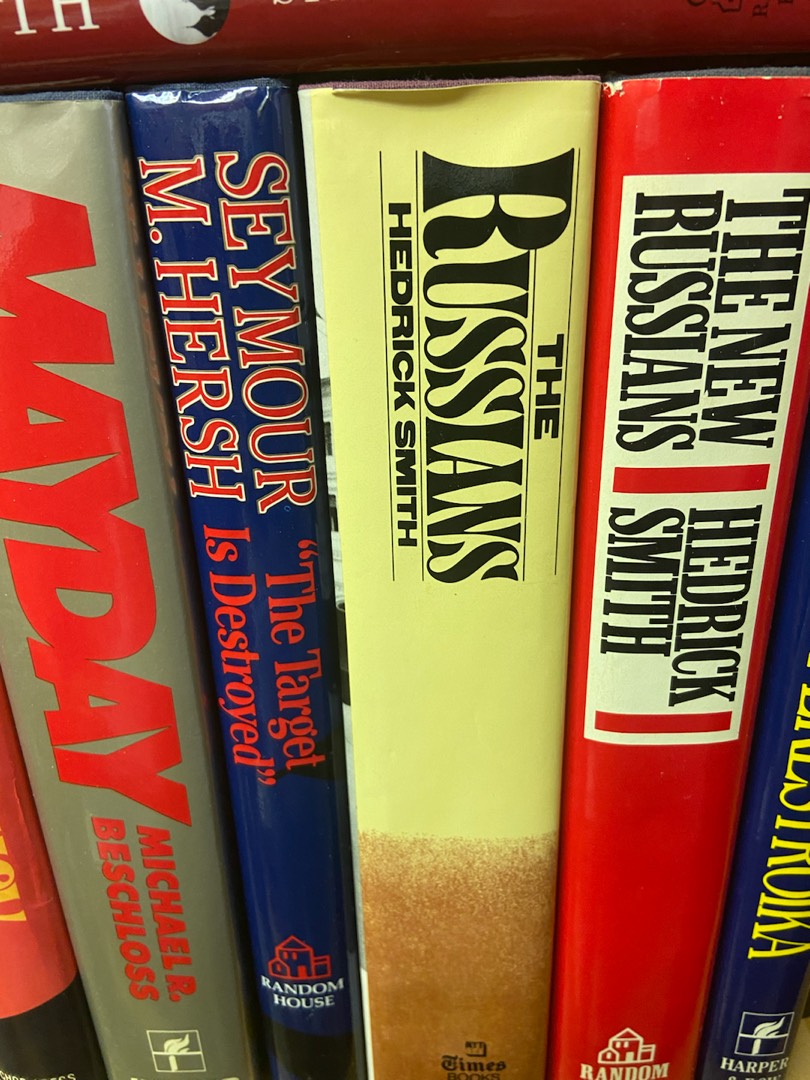 MAYDAY
MICHAEL R.
BESCHLOSS
SEYMOUR
M. HERSH
"The Target
Is Destroyed"
RANDOM
HOUSE
THE
RUSSIANS
HEDRICK SMITH
Times
BOOKS
THE NEW
RUSSIANS
HEDRICK
SMITH
RANDOM
HARPER